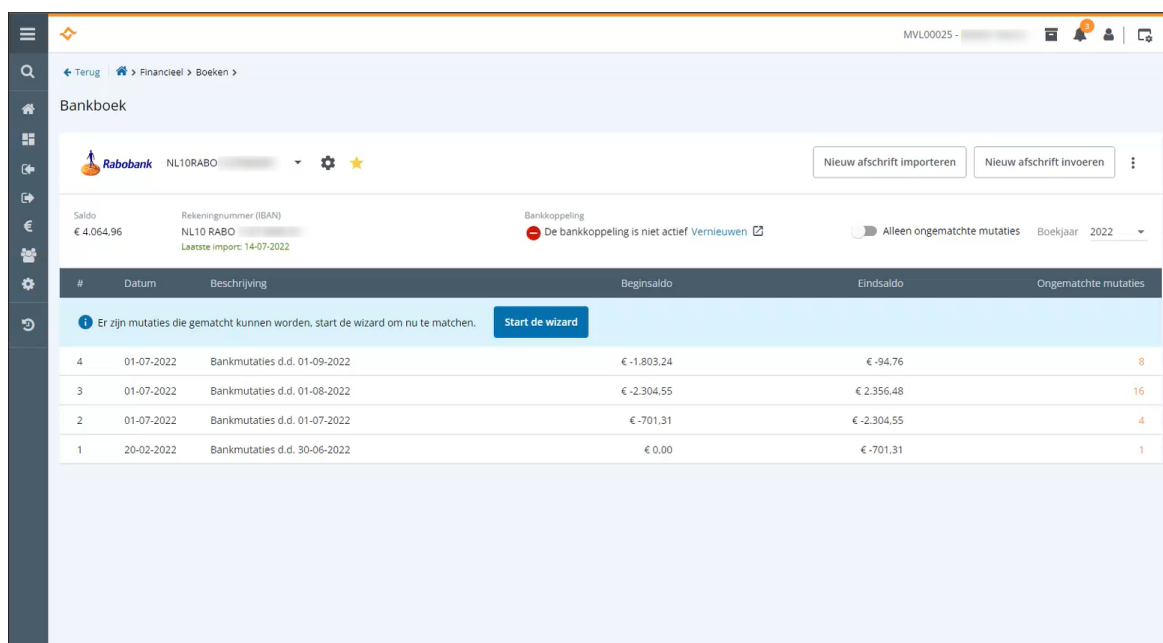 MVL00025 -
3
Terug Financieel > Boeken >
Bankboek
Rabobank NL10RABO Nieuw afschrift importeren Nieuw afschrift invoeren
Saldo Rekeningnummer (IBAN) Bankkoppeling
€ 4.064,96 NL10 RABO De bankkoppeling is niet actief Vernieuwen Alleen ongematchte mutaties Boekjaar 2022
Laatste import: 14-07-2022
# Datum Beschrijving Beginsaldo Eindsaldo Ongematchte mutaties
Er zijn mutaties die gematcht kunnen worden, start de wizard om nu te matchen. Start de wizard
4 01-07-2022 Bankmutaties d.d. 01-09-2022 € -1.803,24 € -94,76 8
3 01-07-2022 Bankmutaties d.d. 01-08-2022 € -2.304,55 € 2.356,48 16
2 01-07-2022 Bankmutaties d.d. 01-07-2022 € -701,31 € -2.304,55 4
1 20-02-2022 Bankmutaties d.d. 30-06-2022 € 0,00 € -701,31 1